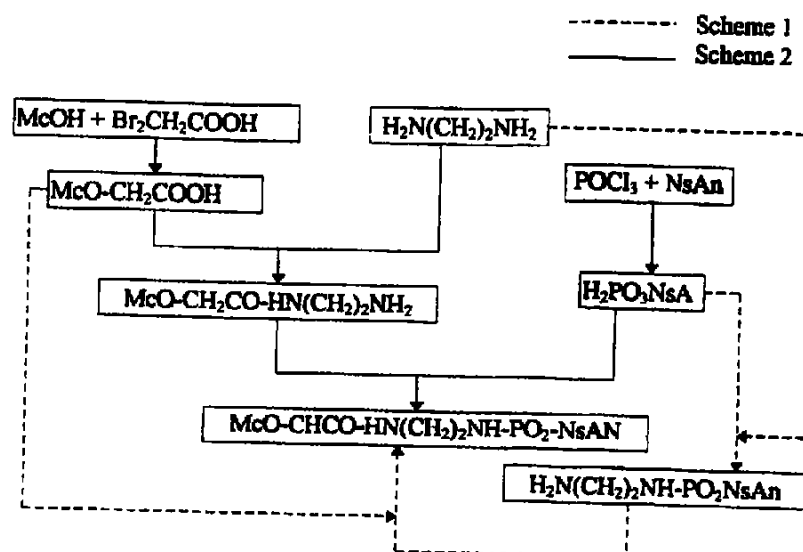 Scheme 1
Scheme 2
McOH + Br₂CH₂COOH
H₂N(CH₂)₂NH₂
McO-CH₂COOH
POCl₃ + NsAn
McO-CH₂CO-HN(CH₂)₂NH₂
H₂PO₃NsA
McO-CHCO-HN(CH₂)₂NH-PO₂-NsAN
H₂N(CH₂)₂NH-PO₂NsAn